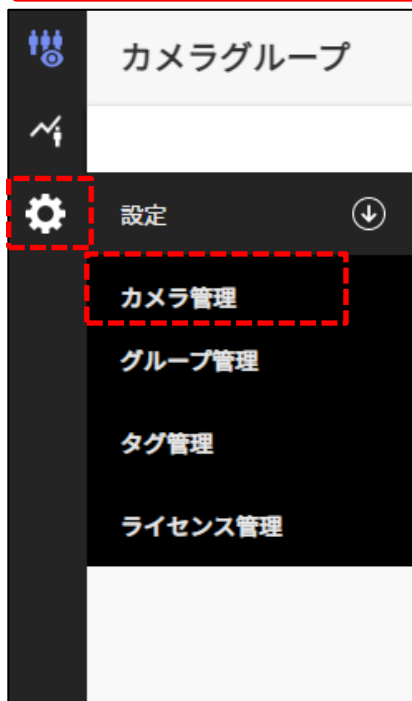 カメラグループ
設定
カメラ管理
グループ管理
タグ管理
ライセンス管理